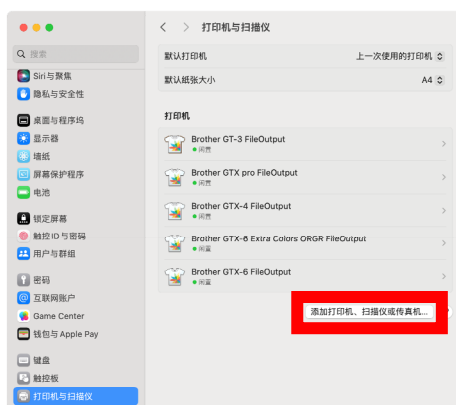 打印机与扫描仪
搜索
Siri与聚焦
隐私与安全性
桌面与程序坞
显示器
墙纸
屏幕保护程序
电池
锁定屏幕
触控 ID 与密码
用户与群组
密码
互联网账户
Game Center
钱包与 Apple Pay
键盘
触控板
打印机与扫描仪
默认打印机
上一次使用的打印机
默认纸张大小
A4
打印机
Brother GT-3 FileOutput
闲置
Brother GTX pro FileOutput
闲置
Brother GTX-4 FileOutput
闲置
Brother GTX-6 Extra Colors ORGR FileOutput
闲置
Brother GTX-6 FileOutput
闲置
添加打印机、扫描仪或传真机...